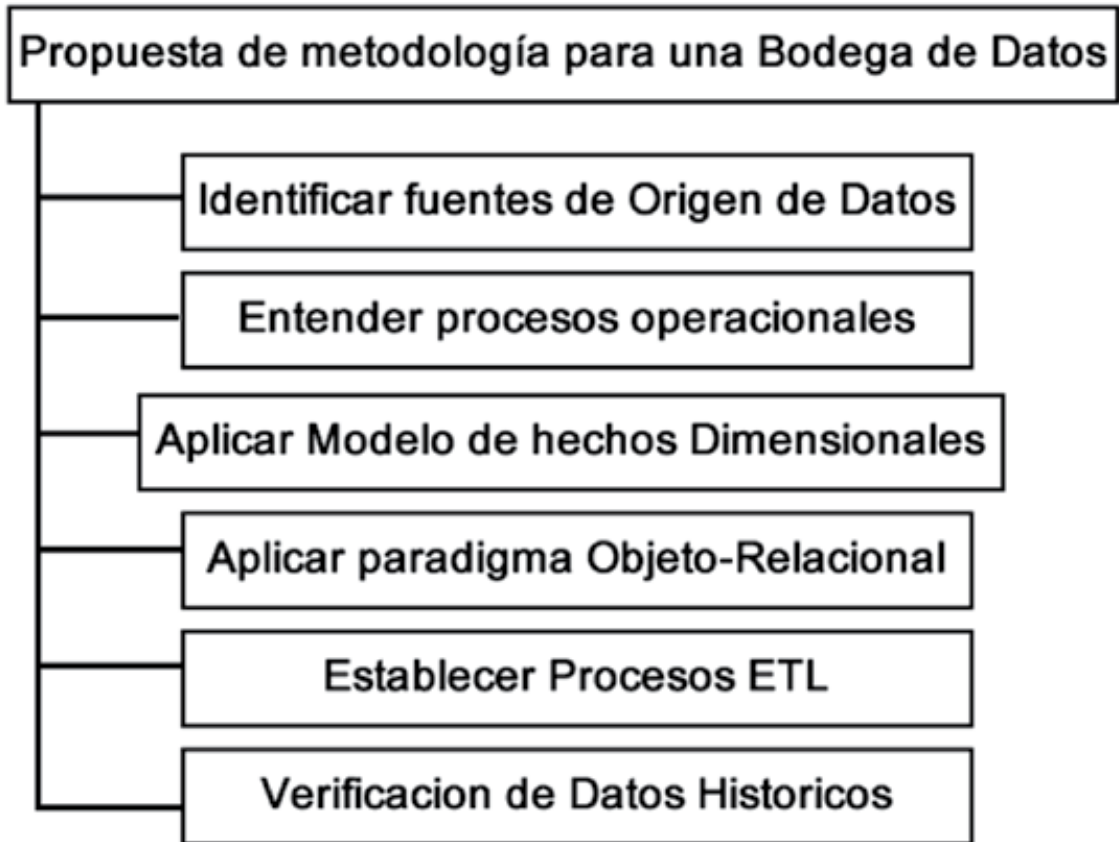 Propuesta de metodología para una Bodega de Datos
Identificar fuentes de Origen de Datos
Entender procesos operacionales
Aplicar Modelo de hechos Dimensionales
Aplicar paradigma Objeto-Relacional
Establecer Procesos ETL
Verificacion de Datos Historicos